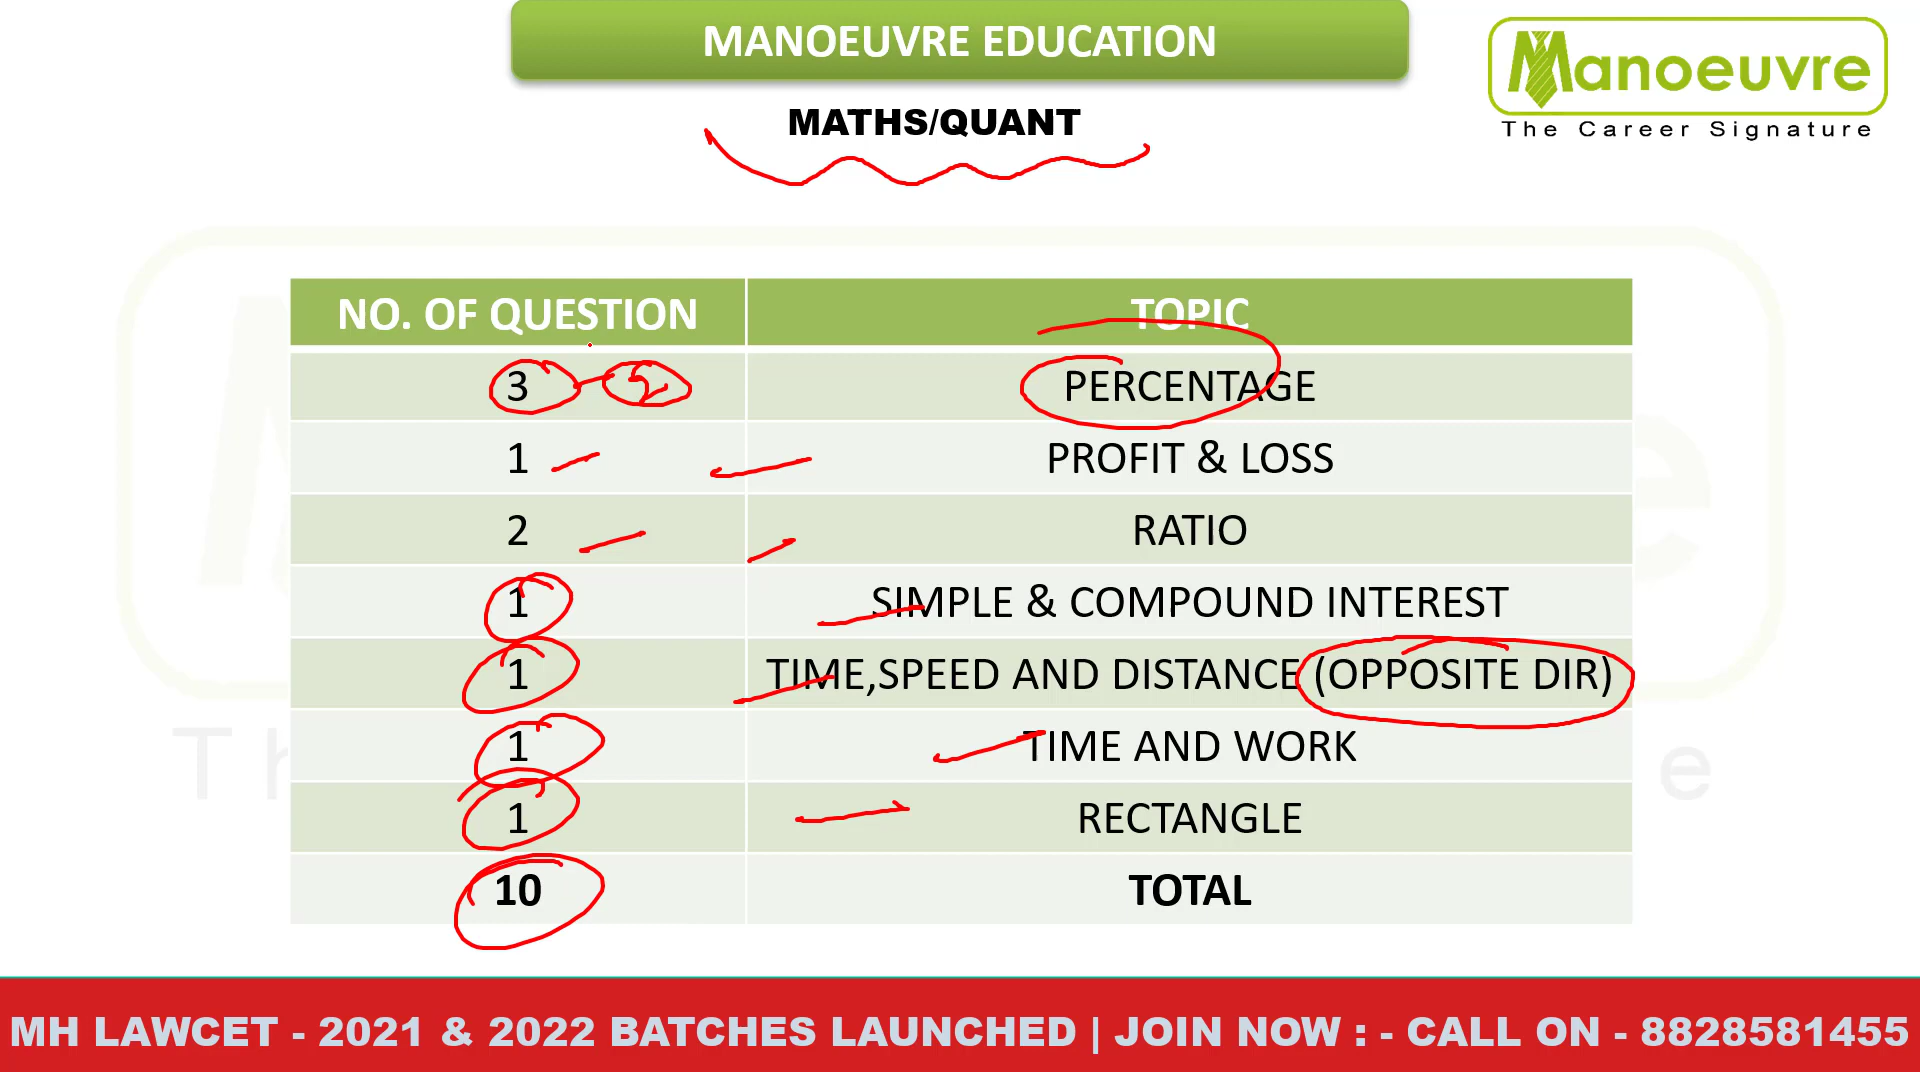 MANOEUVRE EDUCATION
Manoeuvre
The Career Signature
MATHS/QUANT
NO. OF QUESTION TOPIC
3 2 PERCENTAGE
1 PROFIT & LOSS
2 RATIO
1 SIMPLE & COMPOUND INTEREST
1 TIME,SPEED AND DISTANCE (OPPOSITE DIR)
1 TIME AND WORK
1 RECTANGLE
10 TOTAL
MH LAWCET - 2021 & 2022 BATCHES LAUNCHED | JOIN NOW : - CALL ON - 8828581455